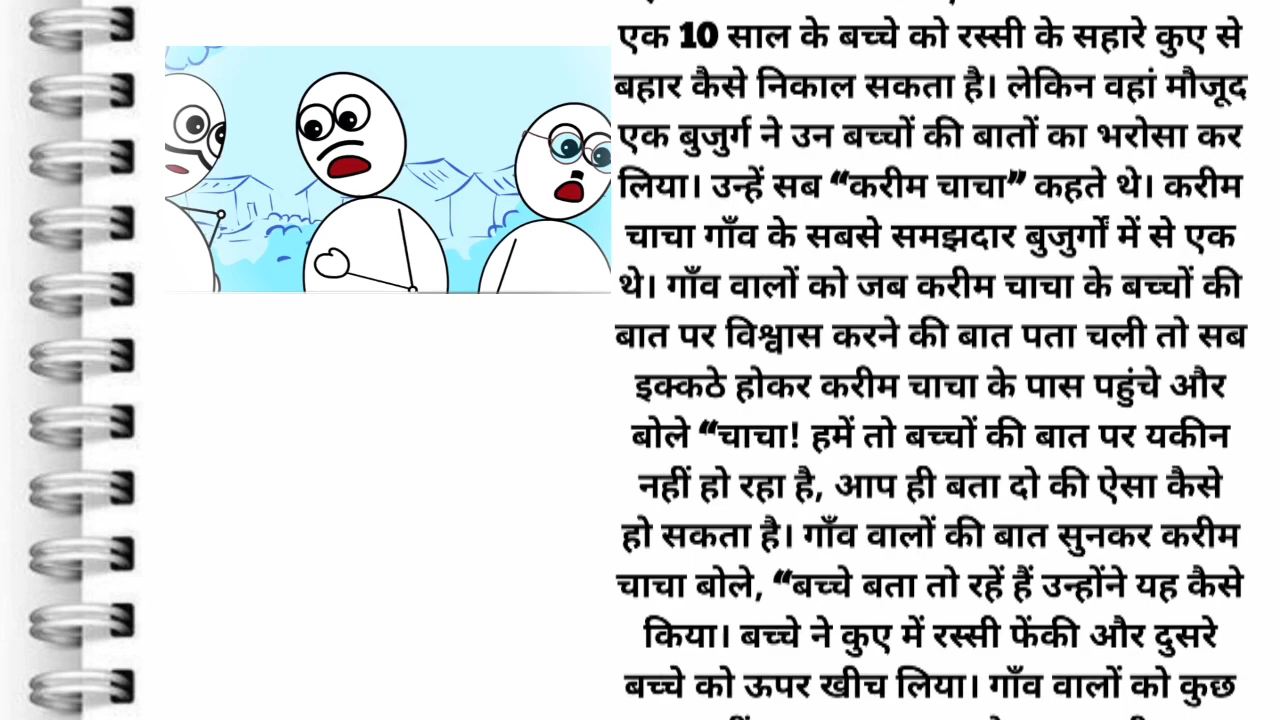 एक 10 साल के बच्चे को रस्सी के सहारे कुए से
बहार कैसे निकाल सकता है। लेकिन वहां मौजूद
एक बुजुर्ग ने उन बच्चों की बातों का भरोसा कर
लिया। उन्हें सब “करीम चाचा” कहते थे। करीम
चाचा गाँव के सबसे समझदार बुजुर्गों में से एक
थे। गाँव वालों को जब करीम चाचा के बच्चों की
बात पर विश्वास करने की बात पता चली तो सब
इक्कठे होकर करीम चाचा के पास पहुंचे और
बोले “चाचा! हमें तो बच्चों की बात पर यकीन
नहीं हो रहा है, आप ही बता दो की ऐसा कैसे
हो सकता है। गाँव वालों की बात सुनकर करीम
चाचा बोले, “बच्चे बता तो रहें हैं उन्होंने यह कैसे
किया। बच्चे ने कुए में रस्सी फेंकी और दुसरे
बच्चे को ऊपर खीच लिया। गाँव वालों को कुछ